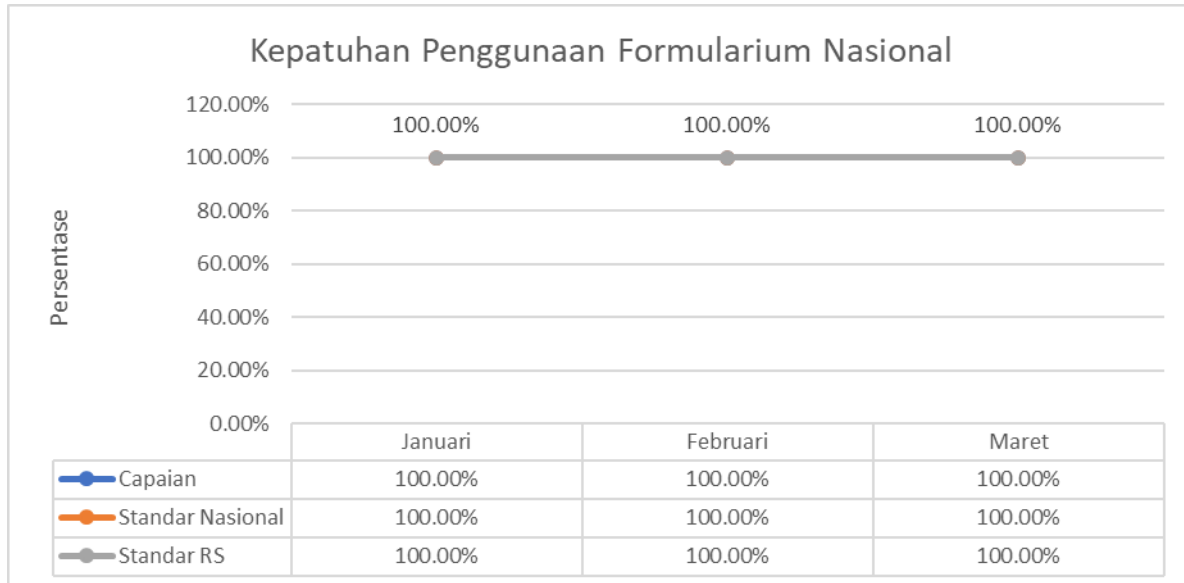 Kepatuhan Penggunaan Formularium Nasional
Persentase
120.00%
100.00%
80.00%
60.00%
40.00%
20.00%
0.00%
100.00% 100.00% 100.00%
Januari Februari Maret
Capaian 100.00% 100.00% 100.00%
Standar Nasional 100.00% 100.00% 100.00%
Standar RS 100.00% 100.00% 100.00%